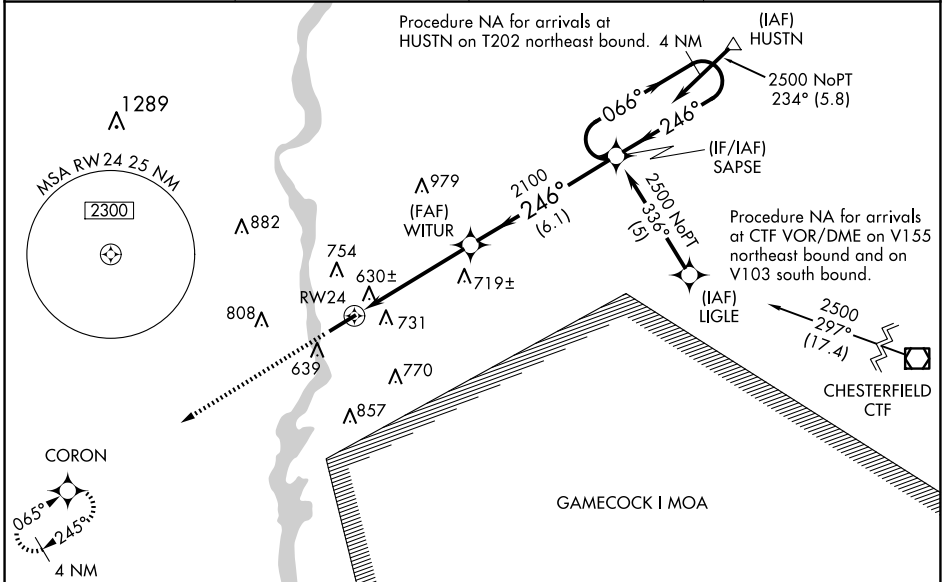 Procedure NA for arrivals at
HUSTN on T202 northeast bound.
4 NM
(IAF)
HUSTN
2500 NoPT
234° (5.8)
066°
246°
1289
MSA RW24 25 NM
2300
(IF/IAF)
SAPSE
979
2100
246°
(6.1)
2500 NoPT
336°
(5)
(FAF)
WITUR
882
Procedure NA for arrivals
at CTF VOR/DME on V155
northeast bound and on
V103 south bound.
754
630±
719±
RW24
(IAF)
LIGLE
808
731
2500
297°
(17.4)
639
770
CHESTERFIELD
CTF
857
CORON
065°
245°
4 NM
GAMECOCK I MOA